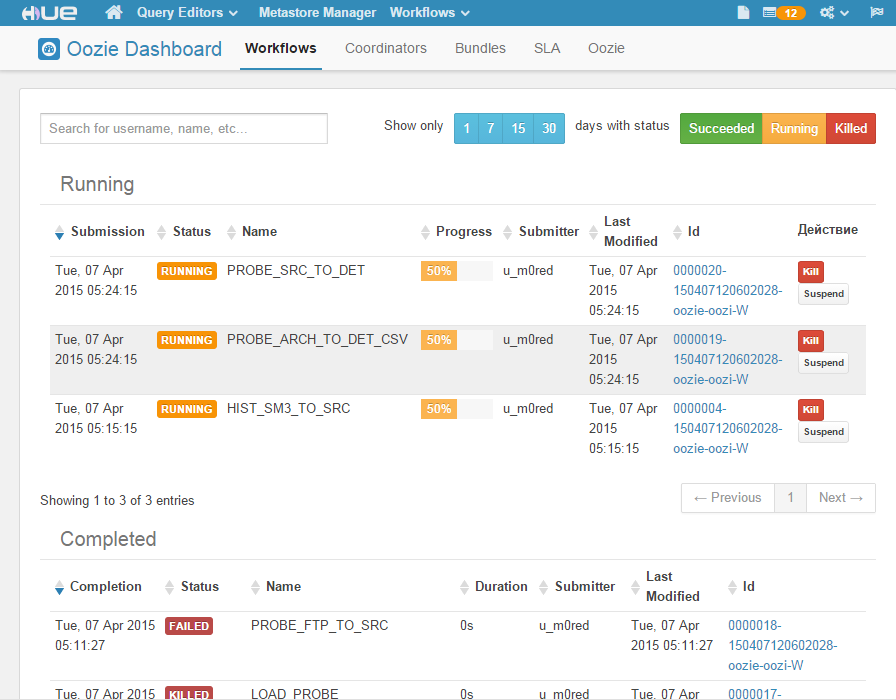 HUE Query Editors Metastore Manager Workflows 12
Oozie Dashboard Workflows Coordinators Bundles SLA Oozie
Search for username, name, etc... Show only 1 7 15 30 days with status Succeeded Running Killed
Running
Submission Status Name Progress Submitter Last Modified Id Действие
Tue, 07 Apr RUNNING PROBE_SRC_TO_DET 50% u_m0red Tue, 07 Apr 0000020- Kill
2015 05:24:15 2015 150407120602028- Suspend
05:24:15 oozie-oozi-W
Tue, 07 Apr RUNNING PROBE_ARCH_TO_DET_CSV 50% u_m0red Tue, 07 Apr 0000019- Kill
2015 05:24:15 2015 150407120602028- Suspend
05:24:15 oozie-oozi-W
Tue, 07 Apr RUNNING HIST_SM3_TO_SRC 50% u_m0red Tue, 07 Apr 0000004- Kill
2015 05:15:15 2015 150407120602028- Suspend
05:15:15 oozie-oozi-W
Showing 1 to 3 of 3 entries ← Previous 1 Next →
Completed
Completion Status Name Duration Submitter Last Modified Id
Tue, 07 Apr 2015 FAILED PROBE_FTP_TO_SRC 0s u_m0red Tue, 07 Apr 0000018-
05:11:27 2015 05:11:27 150407120602028-
oozie-oozi-W
Tue, 07 Apr 2015 KILLED LOAD_PROBE 0s u_m0red Tue, 07 Apr 0000017-